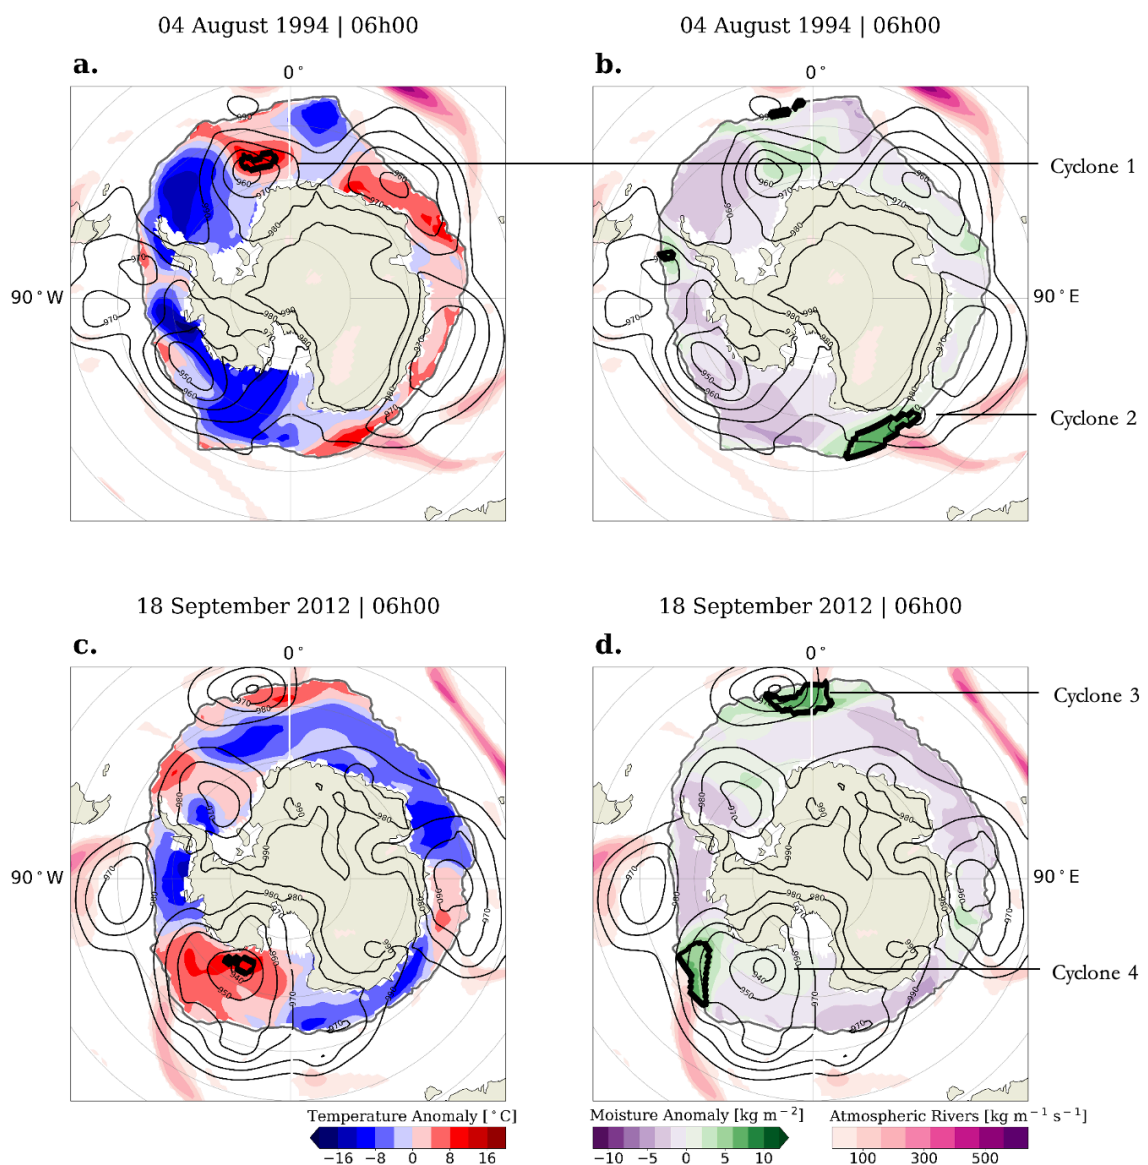 04 August 1994 | 06h00
04 August 1994 | 06h00
a.
b.
0°
0°
Cyclone 1
90°W
90°E
Cyclone 2
18 September 2012 | 06h00
18 September 2012 | 06h00
c.
d.
0°
0°
Cyclone 3
90°W
90°E
Cyclone 4
Temperature Anomaly [°C]
−16 −8 0 8 16
Moisture Anomaly [kg m⁻²]
−10 −5 0 5 10
Atmospheric Rivers [kg m⁻¹ s⁻¹]
100 300 500